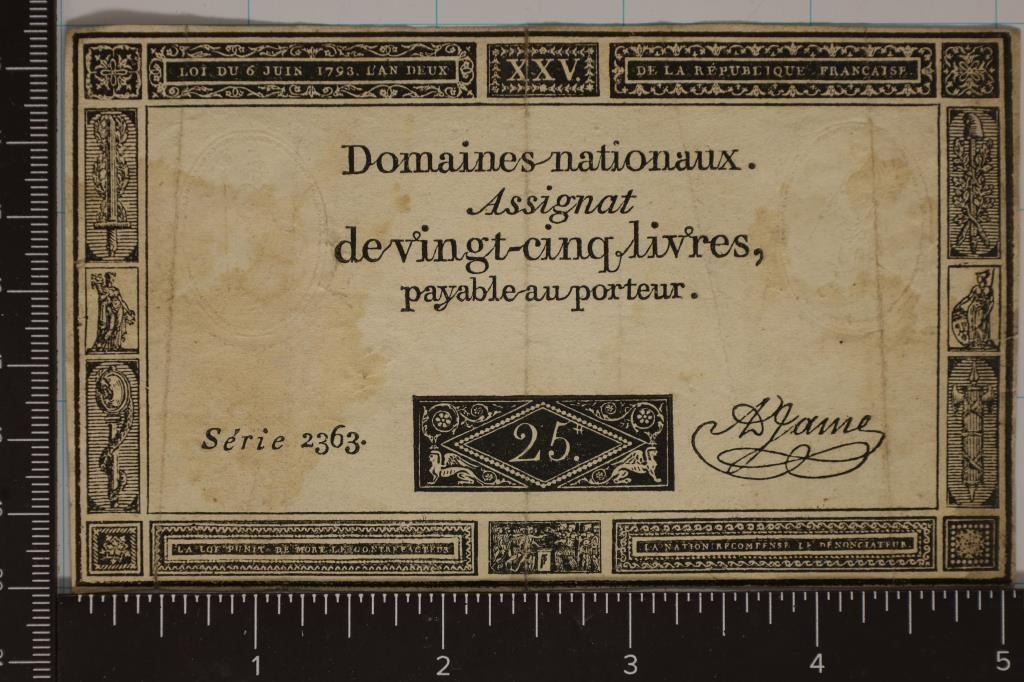 LOI. DU 6 JUIN 1793. L'AN DEUX
XXV.
DE LA RÉPUBLIQUE FRANÇAISE.
Domaines nationaux.
Assignat
de vingt-cinq livres,
payable au porteur.
Série 2363.
25.
A Jame
LA LOI PUNIT DE MORT LE CONTREFACTEUR
LA NATION RECOMPENSE LE DÉNONCIATEUR
1 2 3 4 5